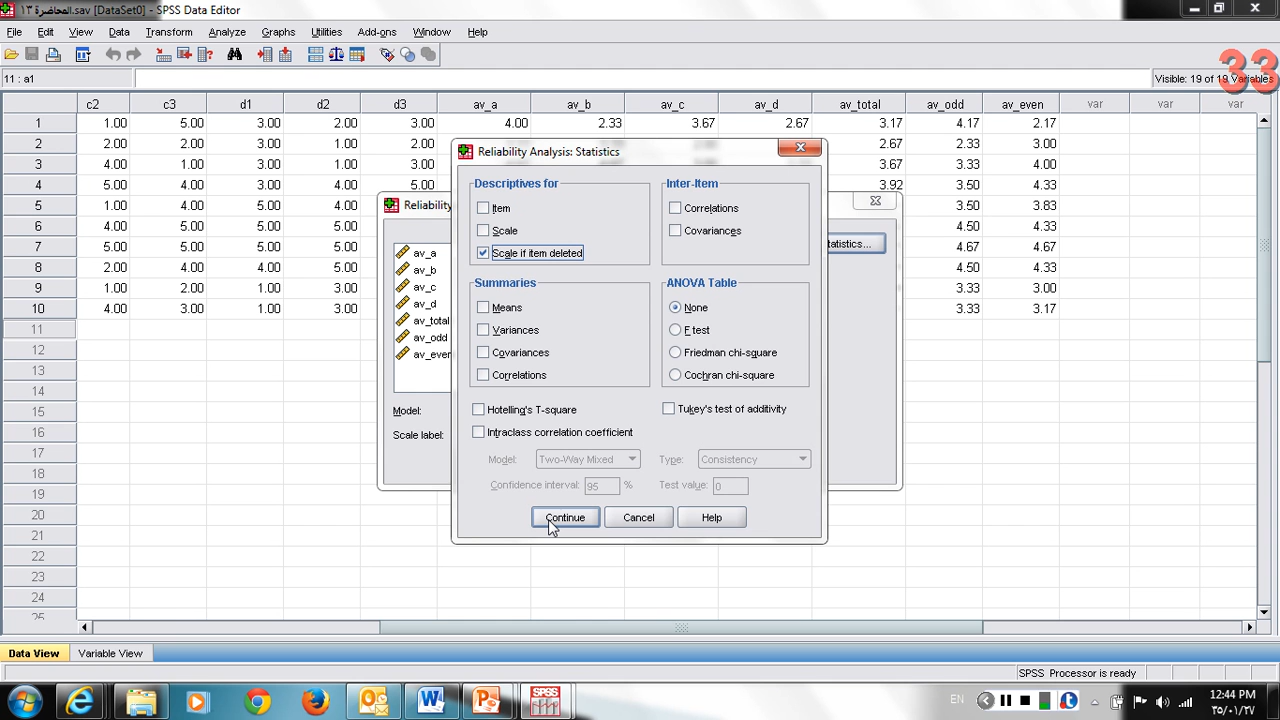 المحاضرة ١٣.sav [DataSet0] - SPSS Data Editor
File Edit View Data Transform Analyze Graphs Utilities Add-ons Window Help
33
11 : a1
Visible: 19 of 19 Variables
c2 c3 d1 d2 d3 av_a av_b av_c av_d av_total av_odd av_even var var var
1 1.00 5.00 3.00 2.00 3.00 4.00 2.33 3.67 2.67 3.17 4.17 2.17
2 2.00 2.00 3.00 1.00 2.00 2.67 2.33 3.00
3 4.00 1.00 3.00 1.00 3.00 3.67 3.33 4.00
4 5.00 4.00 3.00 4.00 5.00 3.92 3.50 4.33
5 1.00 4.00 5.00 4.00 3.50 3.83
6 4.00 5.00 5.00 5.00 4.50 4.33
7 5.00 5.00 5.00 5.00 4.67 4.67
8 2.00 4.00 4.00 5.00 4.50 4.33
9 1.00 2.00 1.00 3.00 3.33 3.00
10 4.00 3.00 1.00 3.00 3.33 3.17
11
12
13
14
15
16
17
18
19
20
21
22
23
24
25
Reliability
av_a
av_b
av_c
av_d
av_total
av_odd
av_ever
Model:
Scale label:
tatistics...
Reliability Analysis: Statistics
Descriptives for
Item
Scale
Scale if item deleted
Inter-Item
Correlations
Covariances
Summaries
Means
Variances
Covariances
Correlations
ANOVA Table
None
F test
Friedman chi-square
Cochran chi-square
Hotelling's T-square
Tukey's test of additivity
Intraclass correlation coefficient
Model: Two-Way Mixed Type: Consistency
Confidence interval: 95 % Test value: 0
Continue Cancel Help
Data View Variable View
SPSS Processor is ready
EN
12:44 PM
٣٥/٠١/٢٧